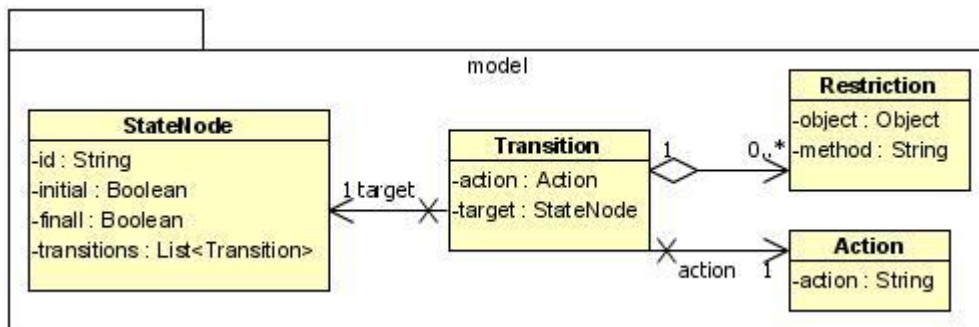 model
StateNode
-id : String
-initial : Boolean
-finall : Boolean
-transitions : List<Transition>
1 target
Transition
-action : Action
-target : StateNode
1
0..*
Restriction
-object : Object
-method : String
action
1
Action
-action : String